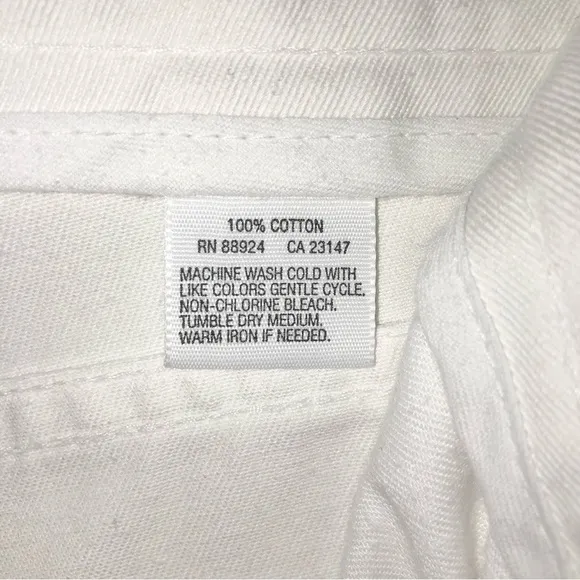 100% COTTON
RN 88924 CA 23147
MACHINE WASH COLD WITH
LIKE COLORS GENTLE CYCLE.
NON-CHLORINE BLEACH.
TUMBLE DRY MEDIUM.
WARM IRON IF NEEDED.